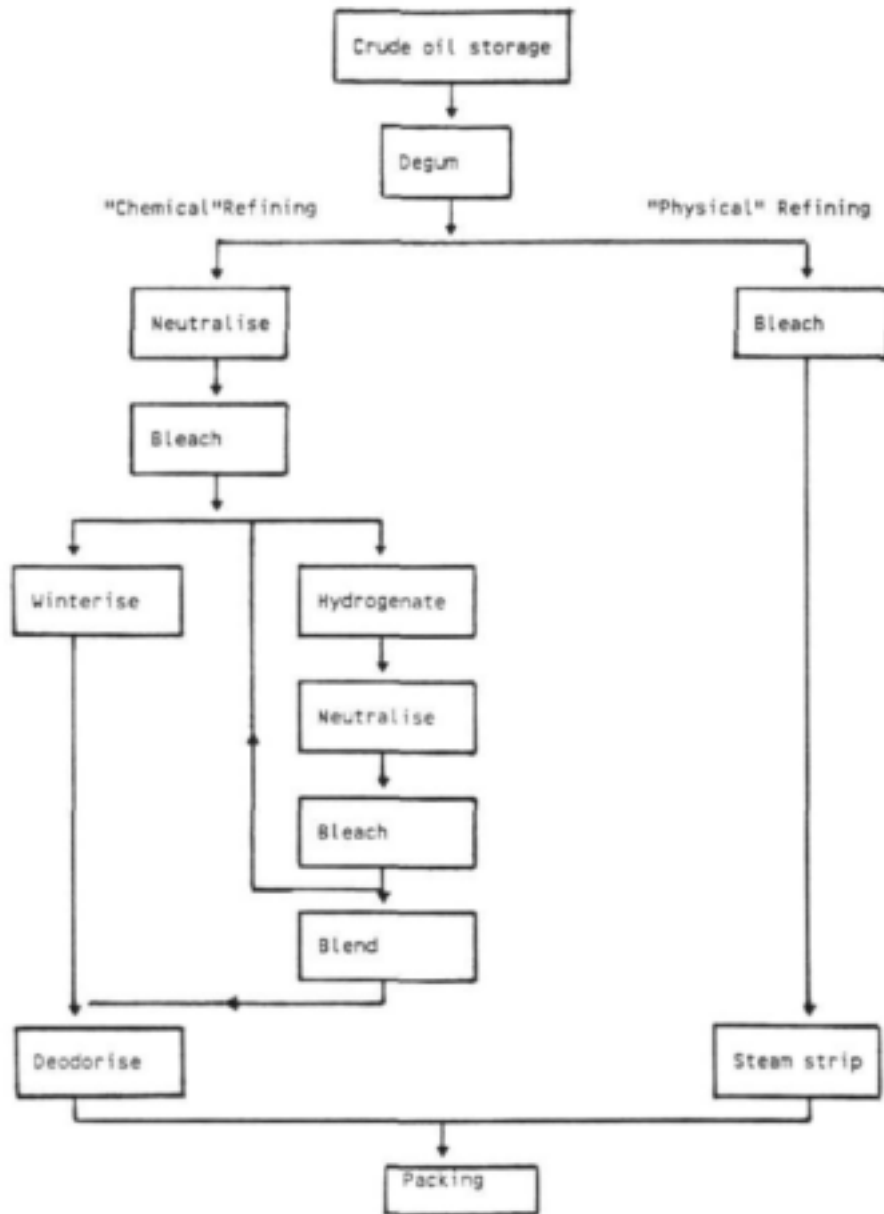 Crude oil storage
Degum
"Chemical"Refining
"Physical" Refining
Neutralise
Bleach
Bleach
Winterise
Hydrogenate
Neutralise
Bleach
Blend
Deodorise
Steam strip
Packing